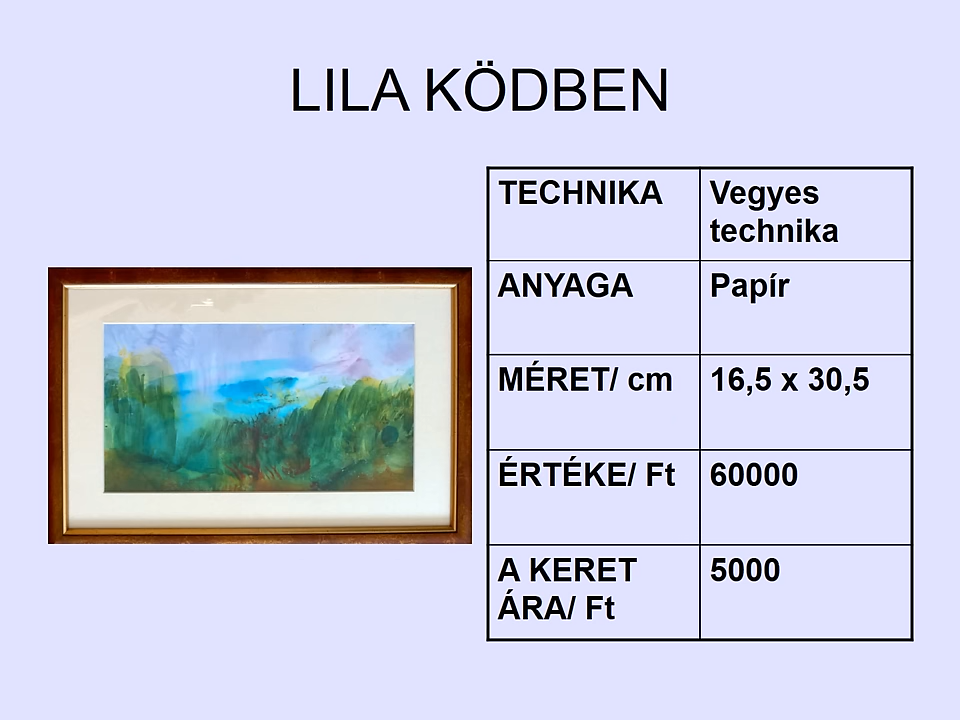 LILA KÖDBEN
TECHNIKA
Vegyes
technika
ANYAGA
Papír
MÉRET/ cm
16,5 x 30,5
ÉRTÉKE/ Ft
60000
A KERET
ÁRA/ Ft
5000